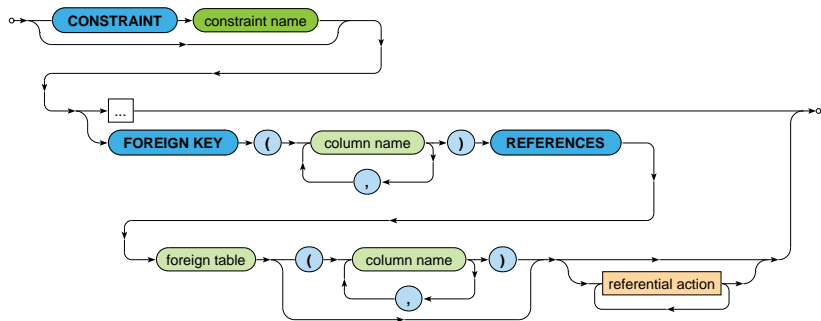 CONSTRAINT constraint name
...
FOREIGN KEY ( column name ) REFERENCES
,
foreign table ( column name )
referential action
,